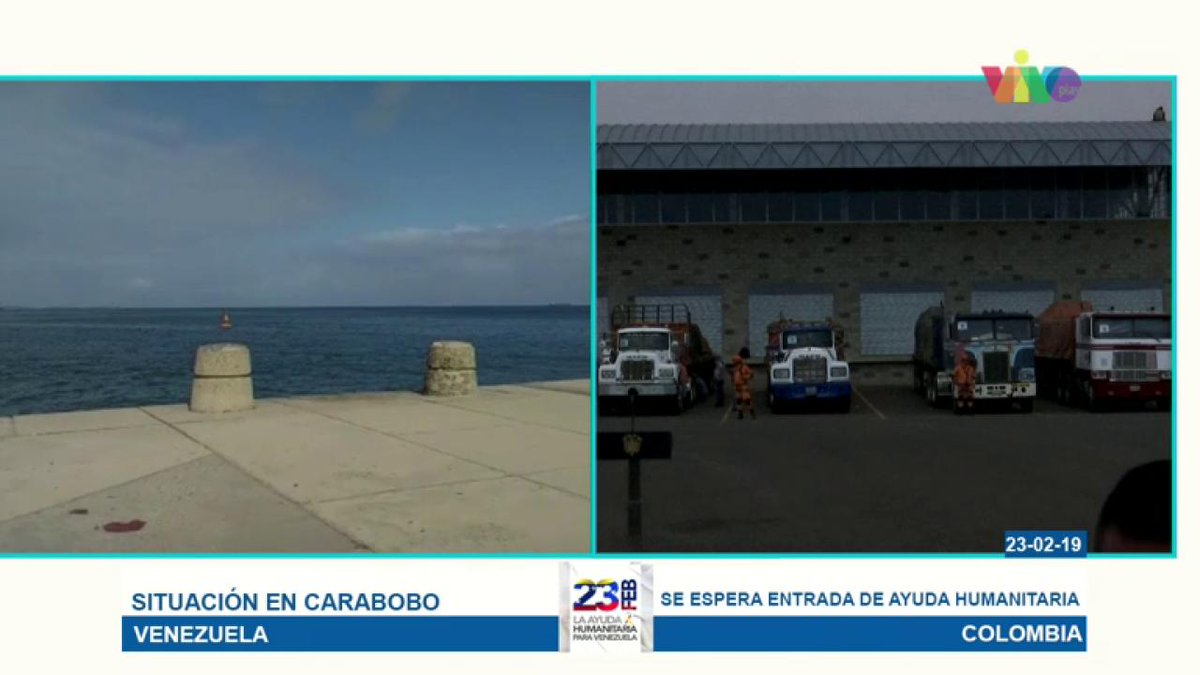 VIVO
play
23-02-19
SITUACIÓN EN CARABOBO
VENEZUELA
23 FEB
LA AYUDA
HUMANITARIA
PARA VENEZUELA
SE ESPERA ENTRADA DE AYUDA HUMANITARIA
COLOMBIA